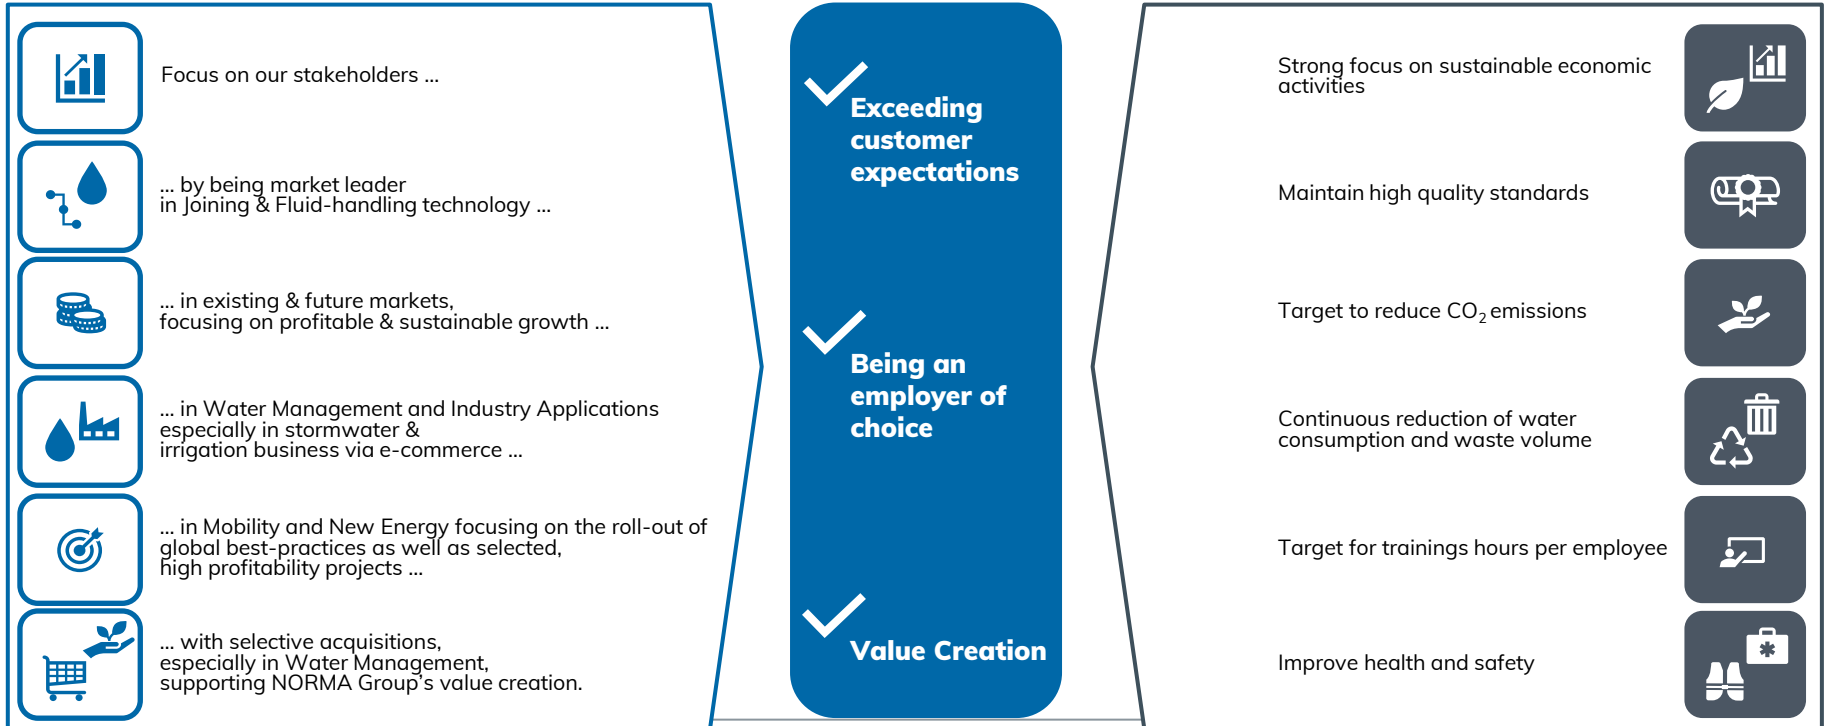 Focus on our stakeholders ...
... by being market leader
in Joining & Fluid-handling technology ...
... in existing & future markets,
focusing on profitable & sustainable growth ...
... in Water Management and Industry Applications
especially in stormwater &
irrigation business via e-commerce ...
... in Mobility and New Energy focusing on the roll-out of
global best-practices as well as selected,
high profitability projects ...
... with selective acquisitions,
especially in Water Management,
supporting NORMA Group’s value creation.
Exceeding
customer
expectations
Being an
employer of
choice
Value Creation
Strong focus on sustainable economic
activities
Maintain high quality standards
Target to reduce CO₂ emissions
Continuous reduction of water
consumption and waste volume
Target for trainings hours per employee
Improve health and safety